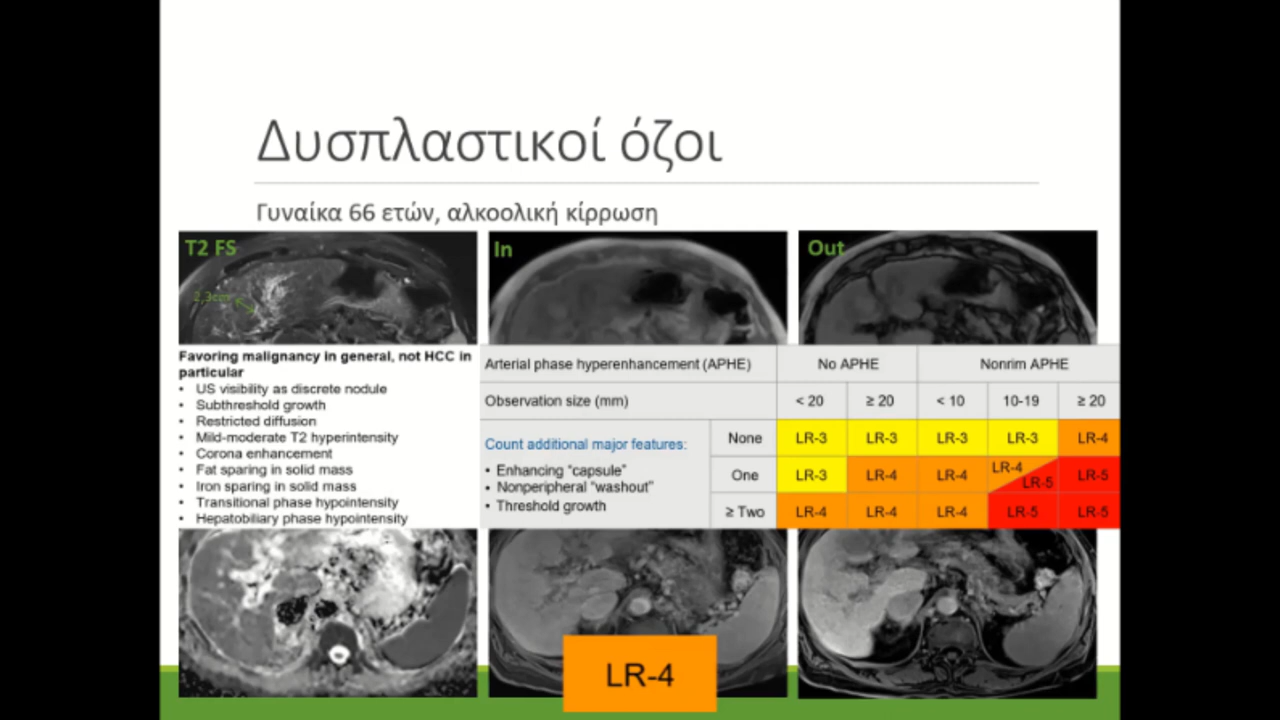 Δυσπλαστικοί όζοι
Γυναίκα 66 ετών, αλκοολική κίρρωση
T2 FS
In
Out
2,3cm
Favoring malignancy in general, not HCC in
particular
• US visibility as discrete nodule
• Subthreshold growth
• Restricted diffusion
• Mild-moderate T2 hyperintensity
• Corona enhancement
• Fat sparing in solid mass
• Iron sparing in solid mass
• Transitional phase hypointensity
• Hepatobiliary phase hypointensity
Arterial phase hyperenhancement (APHE) No APHE Nonrim APHE
Observation size (mm) < 20 ≥ 20 < 10 10-19 ≥ 20
Count additional major features:
• Enhancing “capsule”
• Nonperipheral “washout”
• Threshold growth
None LR-3 LR-3 LR-3 LR-3 LR-4
One LR-3 LR-4 LR-4 LR-4 LR-5 LR-5
≥ Two LR-4 LR-4 LR-4 LR-5 LR-5
LR-4